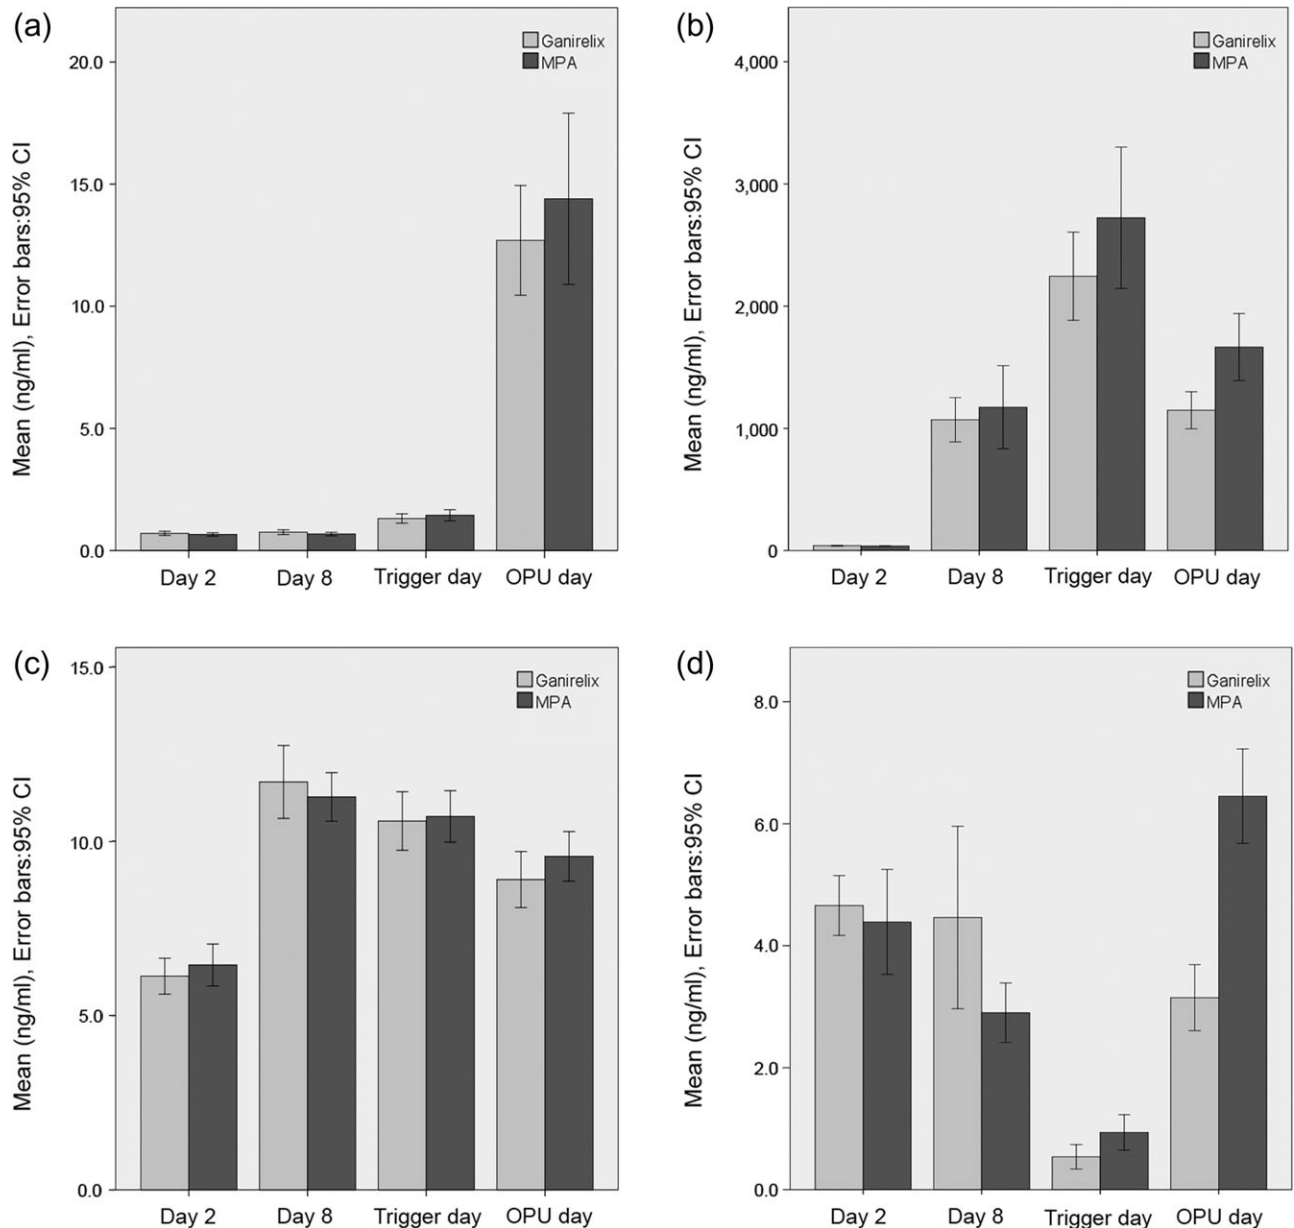 (a)
Mean (ng/ml), Error bars:95% CI
20.0
15.0
10.0
5.0
0.0
Ganirelix
MPA
Day 2 Day 8 Trigger day OPU day
(b)
Mean (ng/ml), Error bars:95% CI
4,000
3,000
2,000
1,000
0
Ganirelix
MPA
Day 2 Day 8 Trigger day OPU day
(c)
Mean (ng/ml), Error bars:95% CI
15.0
10.0
5.0
0.0
Ganirelix
MPA
Day 2 Day 8 Trigger day OPU day
(d)
Mean (ng/ml), Error bars:95% CI
8.0
6.0
4.0
2.0
0.0
Ganirelix
MPA
Day 2 Day 8 Trigger day OPU day